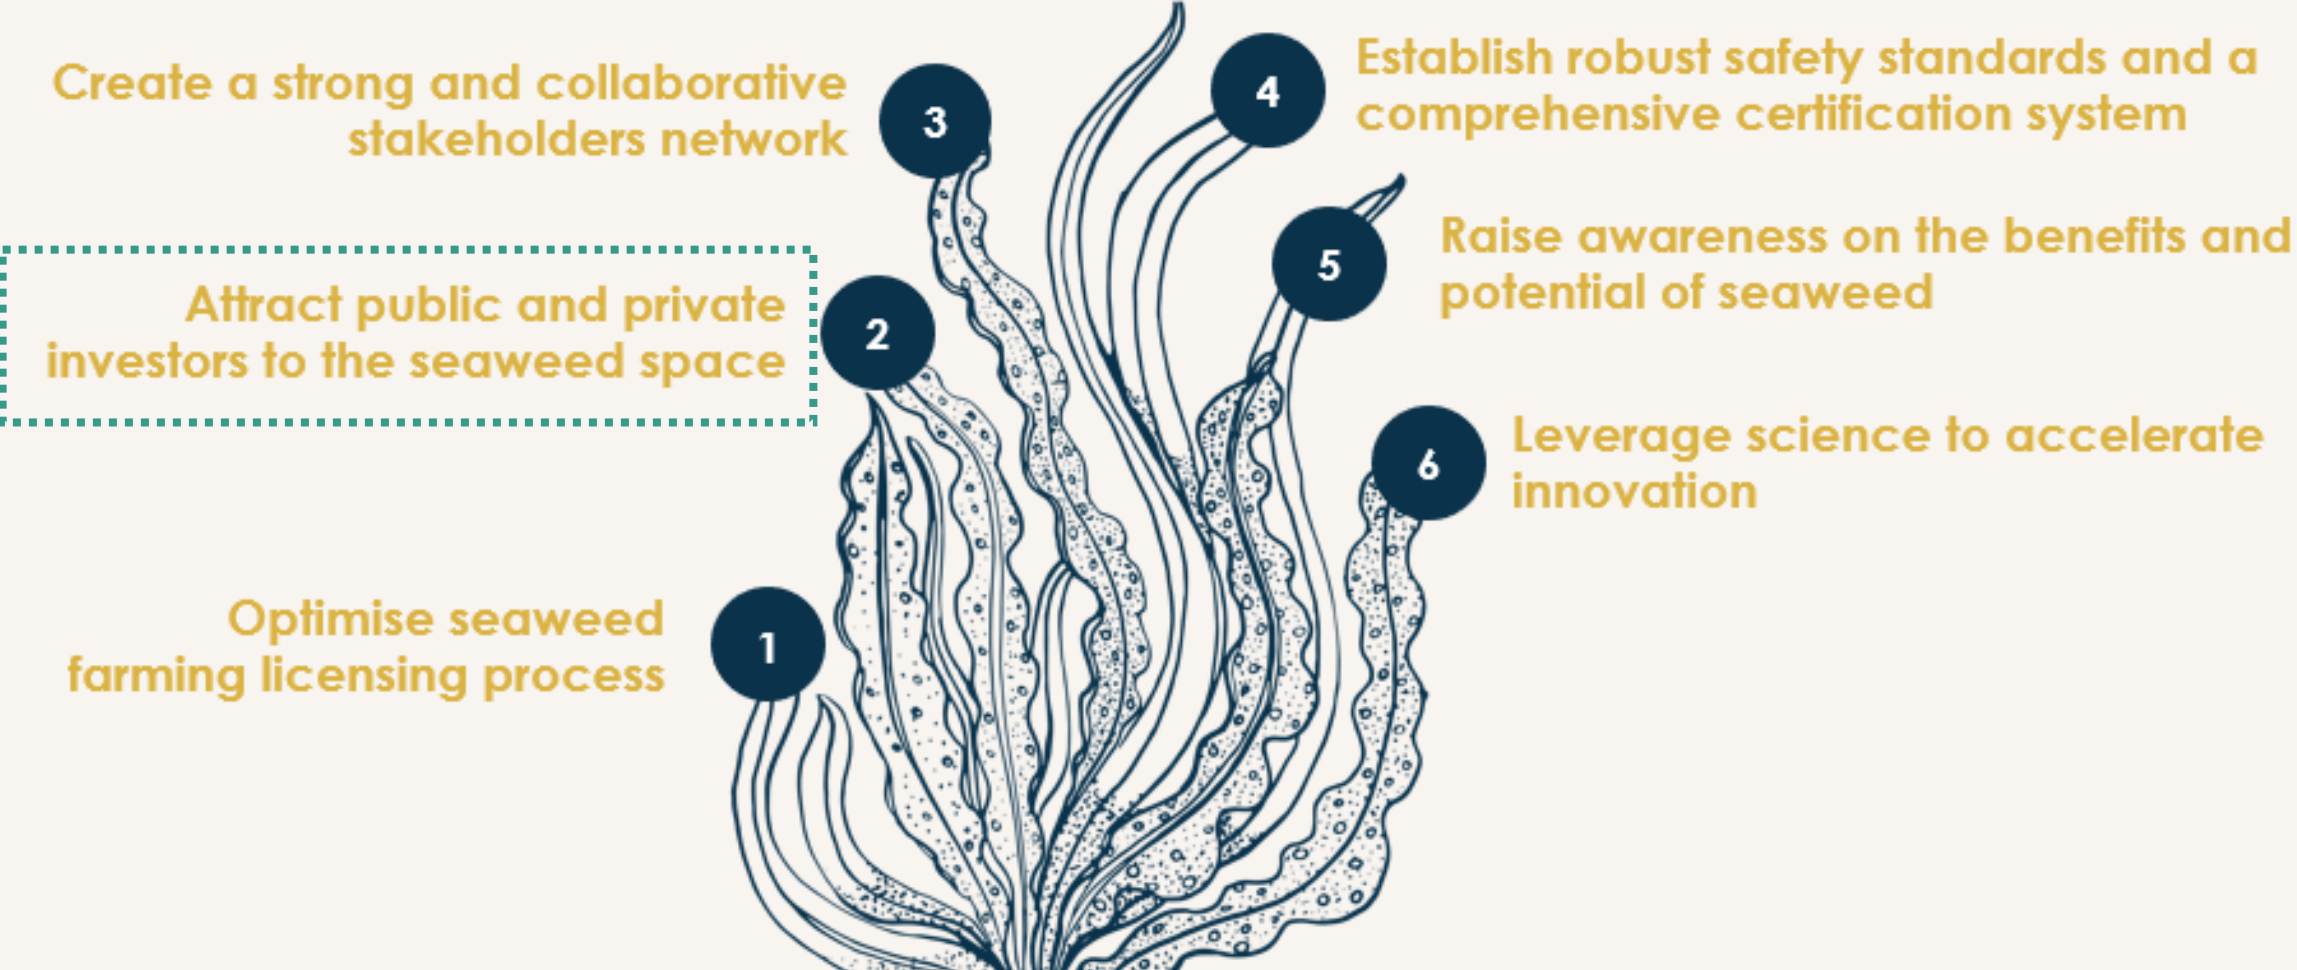 Create a strong and collaborative
stakeholders network
3
4
Establish robust safety standards and a
comprehensive certification system
5
Raise awareness on the benefits and
potential of seaweed
Attract public and private
investors to the seaweed space
2
6
Leverage science to accelerate
innovation
Optimise seaweed
farming licensing process
1